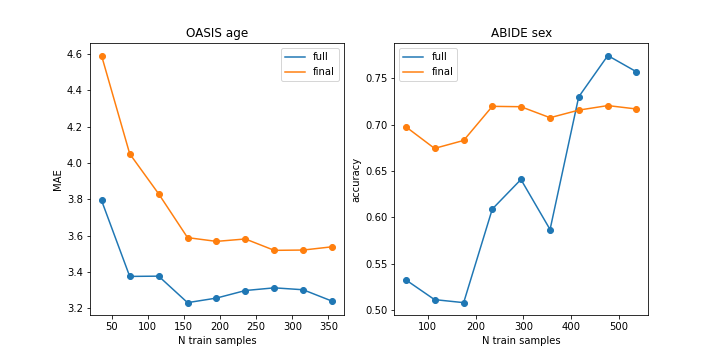 OASIS age
full
final
4.6
4.4
4.2
4.0
3.8
3.6
3.4
3.2
MAE
50 100 150 200 250 300 350
N train samples
ABIDE sex
full
final
0.75
0.70
0.65
0.60
0.55
0.50
accuracy
100 200 300 400 500
N train samples